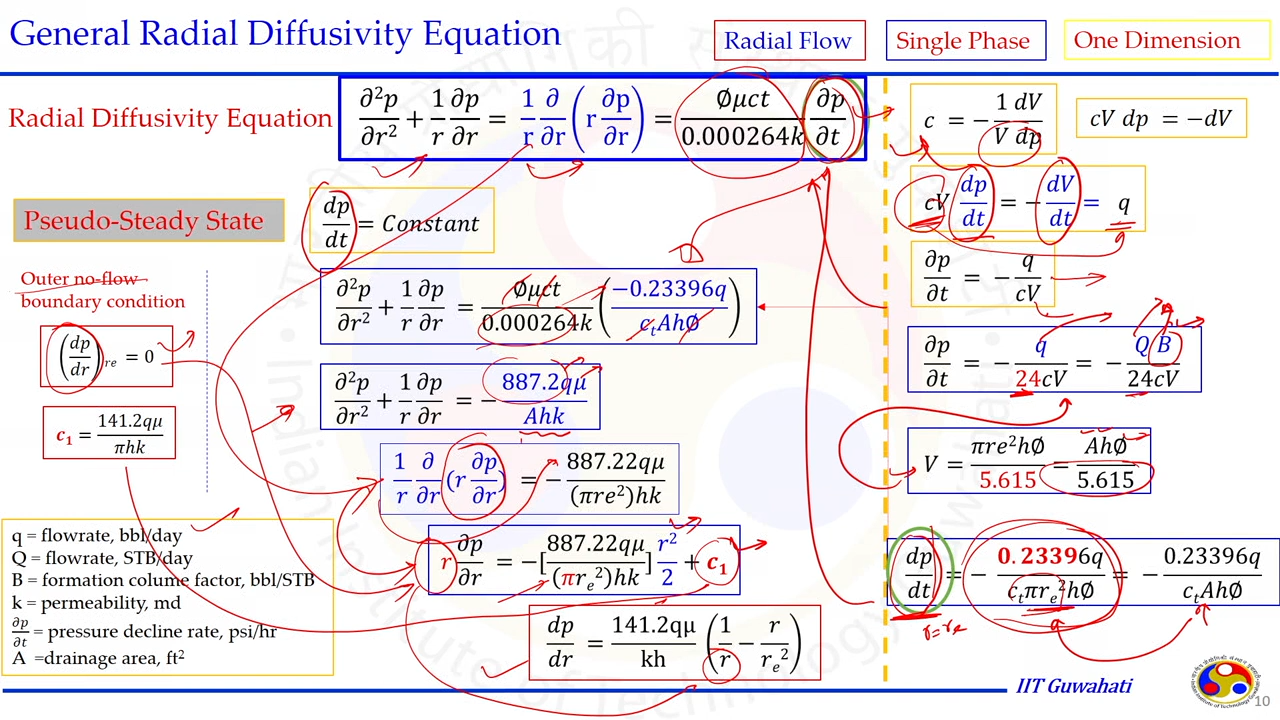 General Radial Diffusivity Equation
Radial Flow
Single Phase
One Dimension
Radial Diffusivity Equation
∂²p/∂r² + 1/r ∂p/∂r = 1/r ∂/∂r (r ∂p/∂r) = ∅μct/0.000264k ∂p/∂t
c = − 1/V dV/dp
cV dp = −dV
Pseudo-Steady State
dp/dt = Constant
cV dp/dt = − dV/dt = q
Outer no-flow
boundary condition
∂²p/∂r² + 1/r ∂p/∂r = ∅μct/0.000264k (−0.23396q/c_tAh∅)
∂p/∂t = − q/cV
(dp/dr)_re = 0
∂p/∂t = − q/24cV = − QB/24cV
∂²p/∂r² + 1/r ∂p/∂r = − 887.2qμ/Ahk
c₁ = 141.2qμ/πhk
1/r ∂/∂r (r ∂p/∂r) = − 887.22qμ/(πre²)hk
V = πre²h∅/5.615 = Ah∅/5.615
r ∂p/∂r = −[887.22qμ/(πr_e²)hk] r²/2 + c₁
dp/dt = − 0.23396q/c_tπr_e²h∅ = − 0.23396q/c_tAh∅
r=re
dp/dr = 141.2qμ/kh (1/r − r/r_e²)
q = flowrate, bbl/day
Q = flowrate, STB/day
B = formation colume factor, bbl/STB
k = permeability, md
∂p/∂t = pressure decline rate, psi/hr
A =drainage area, ft²
IIT Guwahati
10